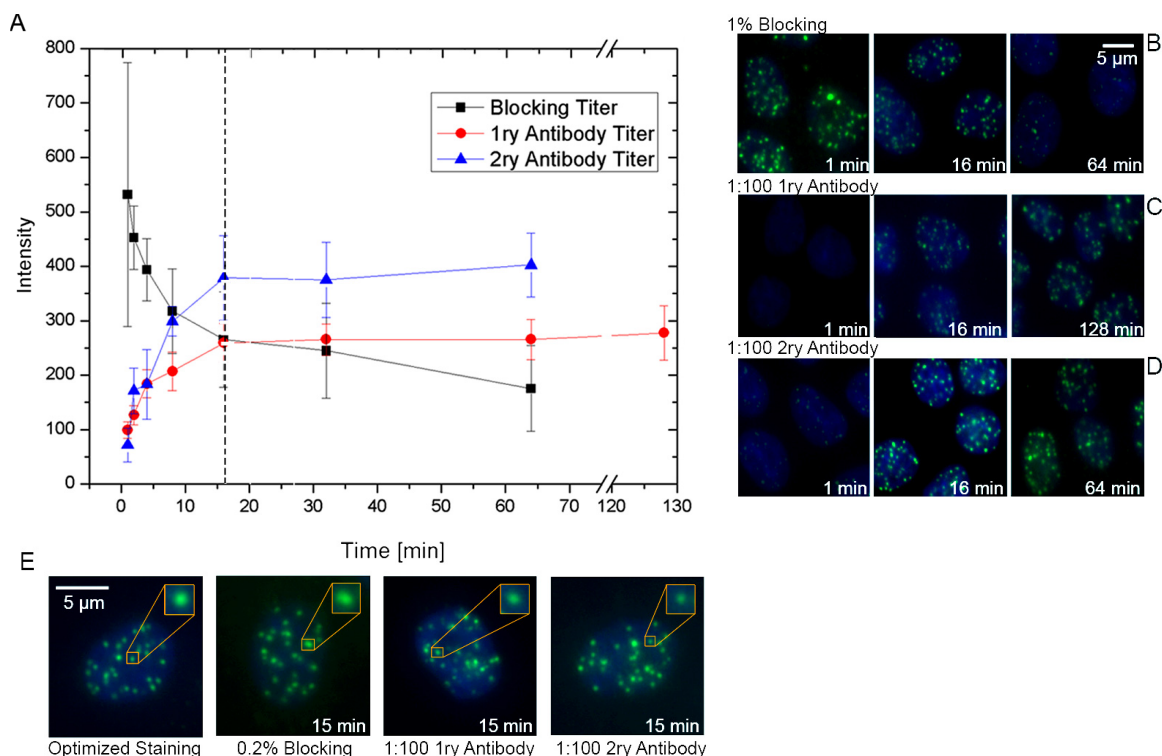 A
800
700
600
500
400
300
200
100
0
Intensity
Blocking Titer
1ry Antibody Titer
2ry Antibody Titer
0 10 20 30 40 50 60 70 120 130
Time [min]
1% Blocking
B
5 µm
1 min 16 min 64 min
1:100 1ry Antibody
C
1 min 16 min 128 min
1:100 2ry Antibody
D
1 min 16 min 64 min
E
5 µm
15 min 15 min 15 min
Optimized Staining 0.2% Blocking 1:100 1ry Antibody 1:100 2ry Antibody